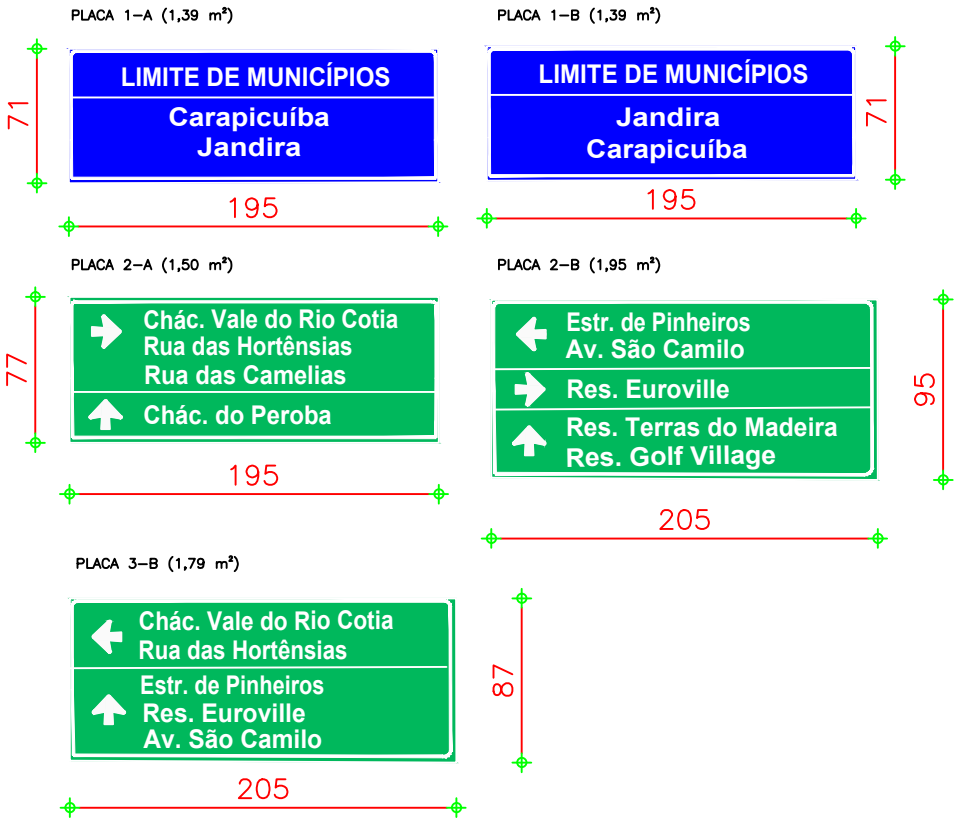 PLACA 1-A (1,39 m²)
LIMITE DE MUNICÍPIOS
Carapicuíba
Jandira
71
195
PLACA 1-B (1,39 m²)
LIMITE DE MUNICÍPIOS
Jandira
Carapicuíba
71
195
PLACA 2-A (1,50 m²)
Chác. Vale do Rio Cotia
Rua das Hortênsias
Rua das Camelias
Chác. do Peroba
77
195
PLACA 2-B (1,95 m²)
Estr. de Pinheiros
Av. São Camilo
Res. Euroville
Res. Terras do Madeira
Res. Golf Village
95
205
PLACA 3-B (1,79 m²)
Chác. Vale do Rio Cotia
Rua das Hortênsias
Estr. de Pinheiros
Res. Euroville
Av. São Camilo
87
205